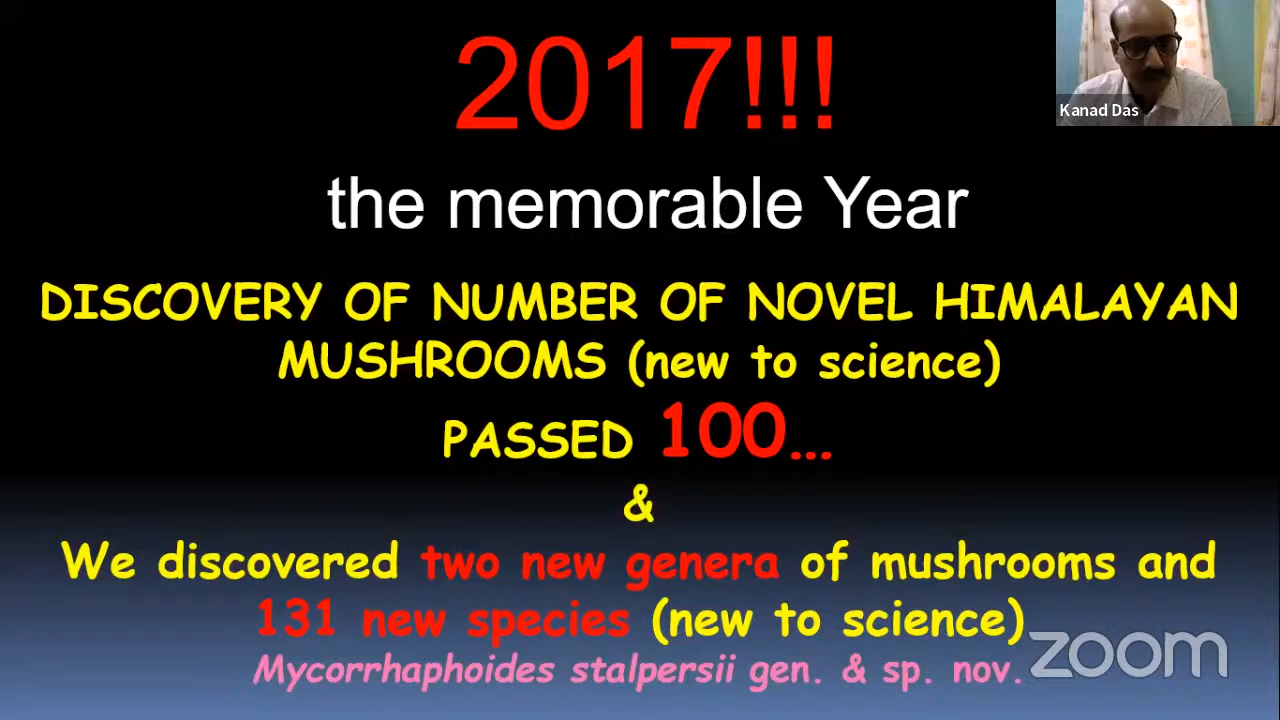 2017!!!
Kanad Das
the memorable Year
DISCOVERY OF NUMBER OF NOVEL HIMALAYAN
MUSHROOMS (new to science)
PASSED 100...
&
We discovered two new genera of mushrooms and
131 new species (new to science)
Mycorrhaphoides stalpersii gen. & sp. nov.
zoom